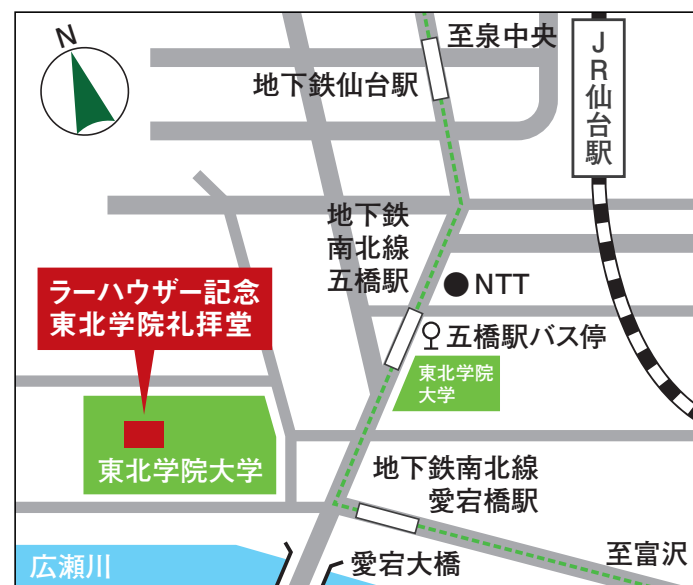 N
至泉中央
地下鉄仙台駅
JR仙台駅
地下鉄
南北線
五橋駅
NTT
ラーハウザー記念
東北学院礼拝堂
五橋駅バス停
東北学院
大学
東北学院大学
地下鉄南北線
愛宕橋駅
至富沢
愛宕大橋
広瀬川